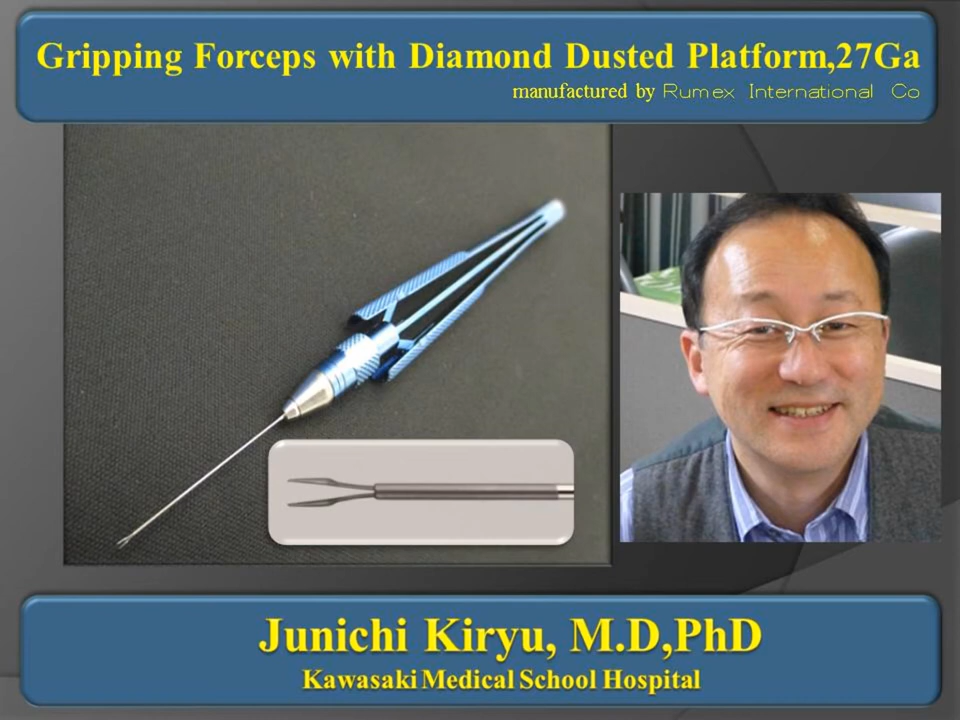 Gripping Forceps with Diamond Dusted Platform,27Ga
manufactured by Rumex International Co
Junichi Kiryu, M.D,PhD
Kawasaki Medical School Hospital